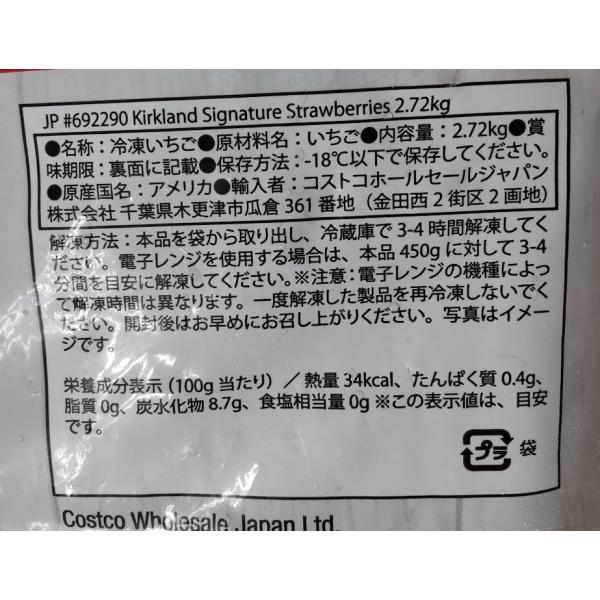 JP #692290 Kirkland Signature Strawberries 2.72kg
●名称：冷凍いちご●原材料名：いちご●内容量：2.72kg●賞
味期限：裏面に記載●保存方法：-18℃以下で保存してください。
●原産国名：アメリカ●輸入者：コストコホールセールジャパン
株式会社 千葉県木更津市瓜倉 361 番地（金田西 2 街区 2 画地）
解凍方法：本品を袋から取り出し、冷蔵庫で 3-4 時間解凍してく
ださい。電子レンジを使用する場合は、本品 450g に対して 3-4
分間を目安に解凍してください。※注意：電子レンジの機種によっ
て解凍時間は異なります。一度解凍した製品を再冷凍しないでく
ださい。開封後はお早めにお召し上がりください。写真はイメー
ジです。
栄養成分表示（100g 当たり）／熱量 34kcal、たんぱく質 0.4g、
脂質 0g、炭水化物 8.7g、食塩相当量 0g ※この表示値は、目安
です。
プラ 袋
Costco Wholesale Japan Ltd.